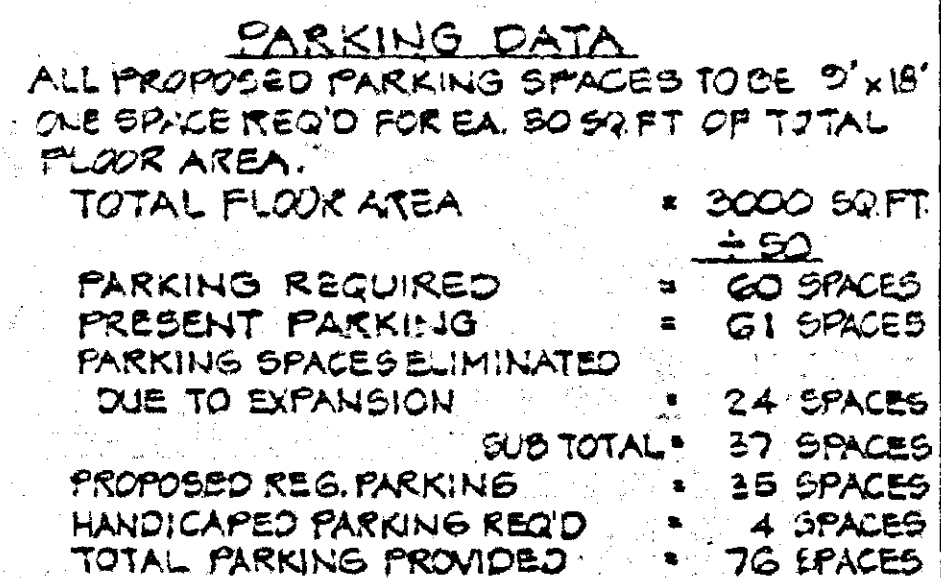 PARKING DATA
ALL PROPOSED PARKING SPACES TO BE 9' x 18'
ONE SPACE REQ'D FOR EA. 50 SQ. FT OF TOTAL
FLOOR AREA.
TOTAL FLOOR AREA = 3000 SQ.FT.
÷ 50
PARKING REQUIRED = 60 SPACES
PRESENT PARKING = 61 SPACES
PARKING SPACES ELIMINATED
DUE TO EXPANSION = 24 SPACES
SUB TOTAL = 37 SPACES
PROPOSED REG. PARKING = 35 SPACES
HANDICAPED PARKING REQ'D = 4 SPACES
TOTAL PARKING PROVIDED = 76 SPACES